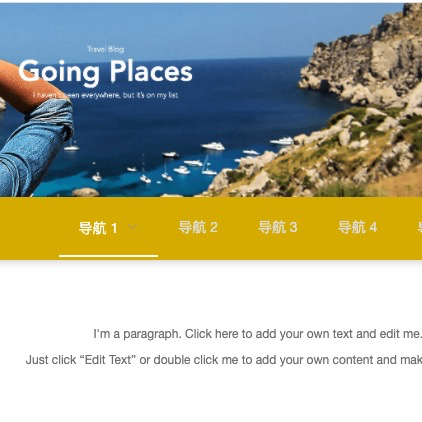 Travel Blog
Going Places
I haven't been everywhere, but it's on my list
导航 1
导航 2
导航 3
导航 4
I'm a paragraph. Click here to add your own text and edit me.
Just click “Edit Text” or double click me to add your own content and mak